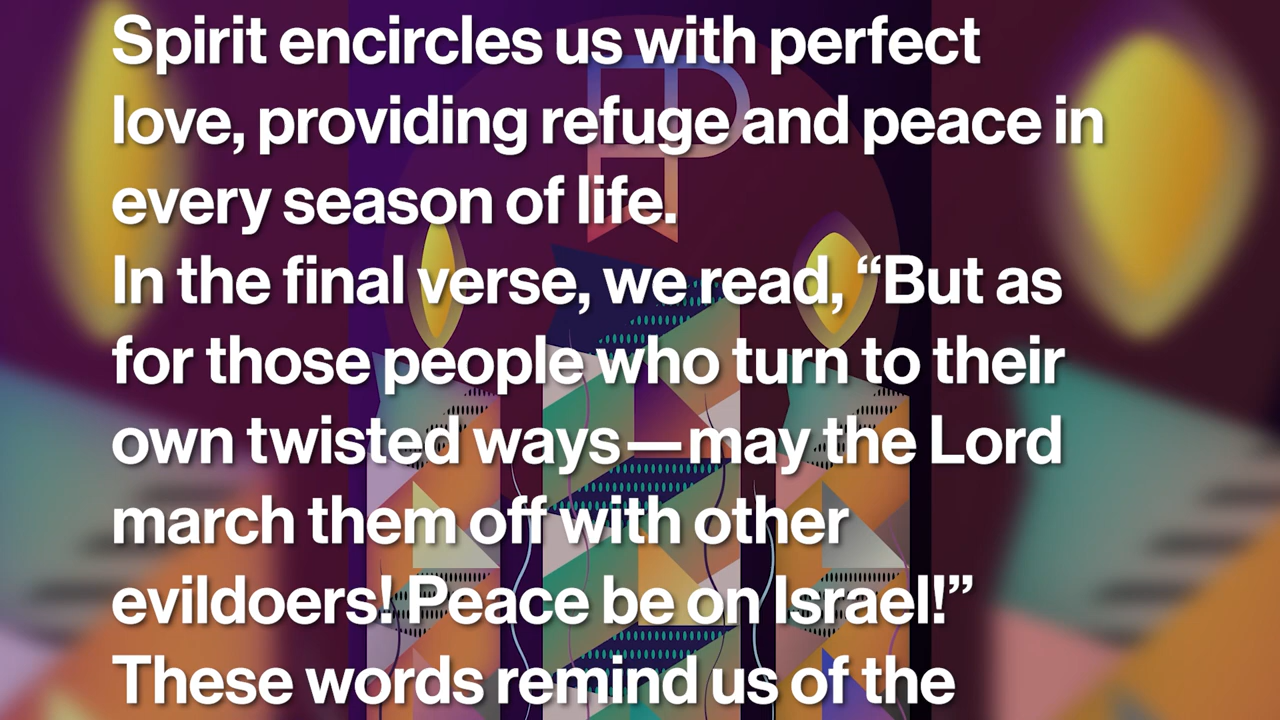 Spirit encircles us with perfect
love, providing refuge and peace in
every season of life.
In the final verse, we read, “But as
for those people who turn to their
own twisted ways—may the Lord
march them off with other
evildoers! Peace be on Israel!”
These words remind us of the